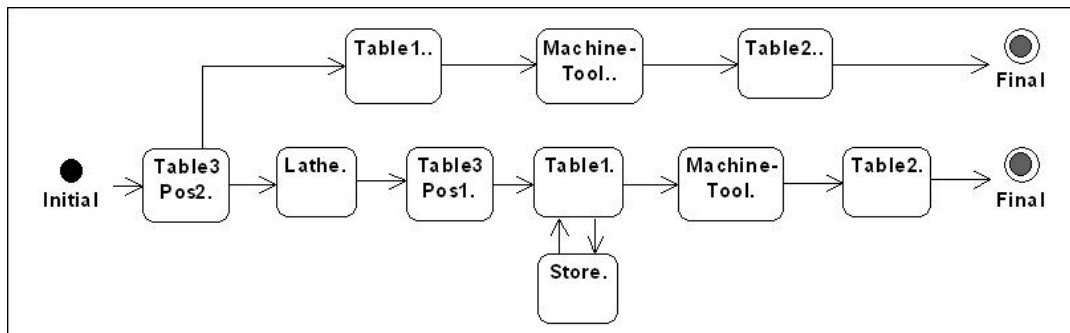 Table1..
Machine-
Tool..
Table2..
Final
Initial
Table3
Pos2.
Lathe.
Table3
Pos1.
Table1.
Machine-
Tool.
Table2.
Final
Store.